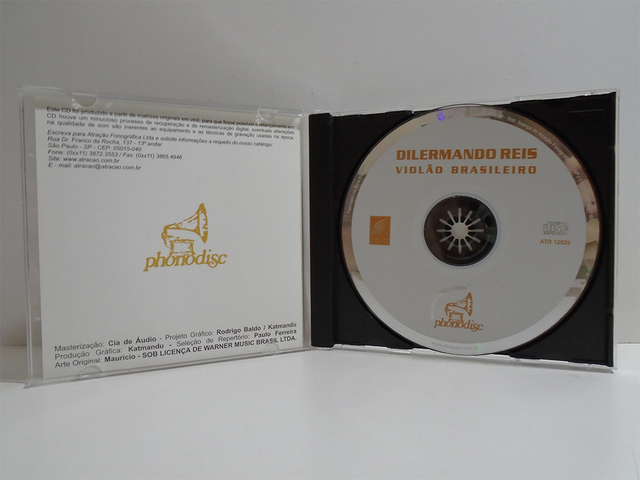 Este CD foi produzido a partir de matrizes originais em vinil, para que fosse possível o lançamento em
CD houve um minucioso processo de recuperação e de remasterização digital, eventuais alterações
na qualidade de som são inerentes ao equipamento e as técnicas de gravação usadas na época.
Escreva para Atração Fonográfica Ltda e solicite informações a respeito do nosso catálogo:
Rua Dr. Franco da Rocha, 137 - 13º andar
São Paulo - SP - CEP: 05015-040
Fone: (0xx11) 3872.3553 / Fax: (0xx11) 3865.4946
Site: www.atracao.com.br
E - mail: atracao@atracao.com.br
phonodisc
Masterização: Cia de Áudio - Projeto Gráfico: Rodrigo Baldo / Katmandu
Produção Gráfica: Katmandu - Seleção de Repertório: Paulo Ferreira
Arte Original: Mauricio - SOB LICENÇA DE WARNER MUSIC BRASIL LTDA.
DILERMANDO REIS
VIOLÃO BRASILEIRO
ATR 12029
phonodisc